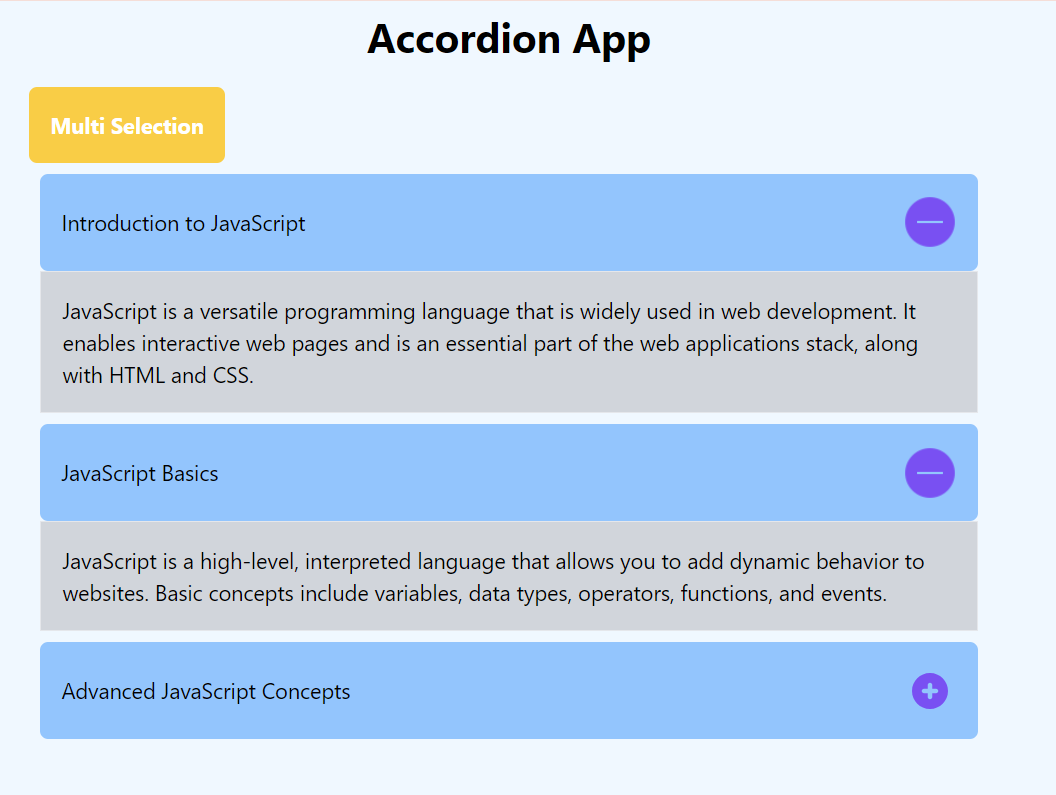 Accordion App
Multi Selection
Introduction to JavaScript
JavaScript is a versatile programming language that is widely used in web development. It
enables interactive web pages and is an essential part of the web applications stack, along
with HTML and CSS.
JavaScript Basics
JavaScript is a high-level, interpreted language that allows you to add dynamic behavior to
websites. Basic concepts include variables, data types, operators, functions, and events.
Advanced JavaScript Concepts